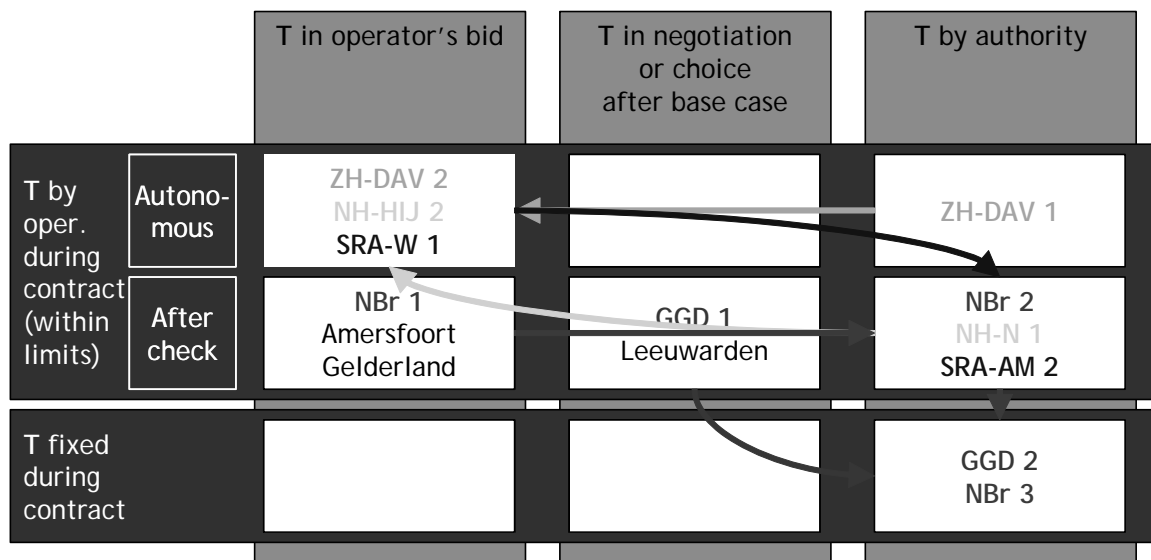 T in operator's bid
T in negotiation
or choice
after base case
T by authority
T by
oper.
during
contract
(within
limits)
Autono-
mous
ZH-DAV 2
NH-HIJ 2
SRA-W 1
ZH-DAV 1
After
check
NBr 1
Amersfoort
Gelderland
GGD 1
Leeuwarden
NBr 2
NH-N 1
SRA-AM 2
T fixed
during
contract
GGD 2
NBr 3